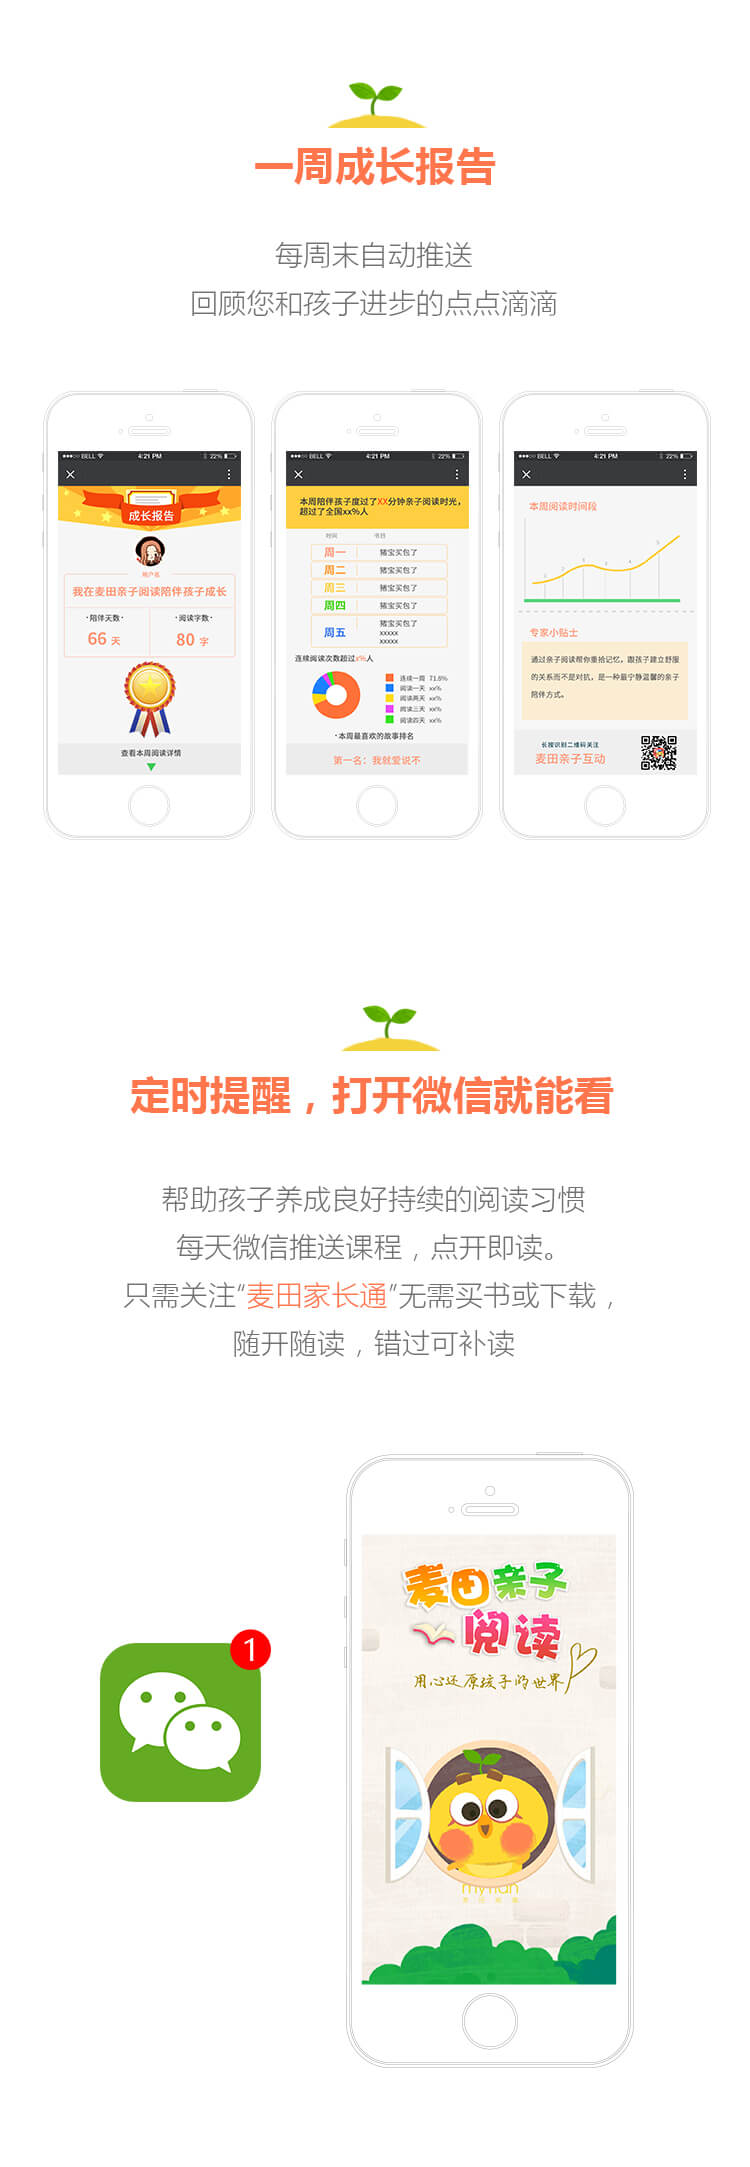 一周成长报告
每周末自动推送
回顾您和孩子进步的点点滴滴
●●●○○ BELL 4:21 PM 22%
成长报告
用户名
我在麦田亲子阅读陪伴孩子成长
·陪伴天数· ·阅读字数·
66 天 80 字
查看本周阅读详情
●●●○○ BELL 4:21 PM 22%
本周陪伴孩子度过了XX分钟亲子阅读时光，
超过了全国xx%人
时间 书目
周一 猪宝买包了
周二 猪宝买包了
周三 猪宝买包了
周四 猪宝买包了
周五 猪宝买包了
xxxxx
xxxxx
连续阅读次数超过x%人
连续一周 71.8%
阅读一天 xx%
阅读两天 xx%
阅读三天 xx%
阅读四天 xx%
·本周最喜欢的故事排名
第一名：我就爱说不
●●●○○ BELL 4:21 PM 22%
本周阅读时间段
专家小贴士
通过亲子阅读帮你重拾记忆，跟孩子建立舒服
的关系而不是对抗，是一种最宁静温馨的亲子
陪伴方式。
长按识别二维码关注
麦田亲子互动
定时提醒，打开微信就能看
帮助孩子养成良好持续的阅读习惯
每天微信推送课程，点开即读。
只需关注“麦田家长通”无需买书或下载，
随开随读，错过可补读
1
麦田亲子
阅读
用心还原孩子的世界
mytian